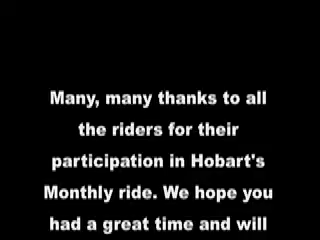 Many, many thanks to all
the riders for their
participation in Hobart's
Monthly ride. We hope you
had a great time and will